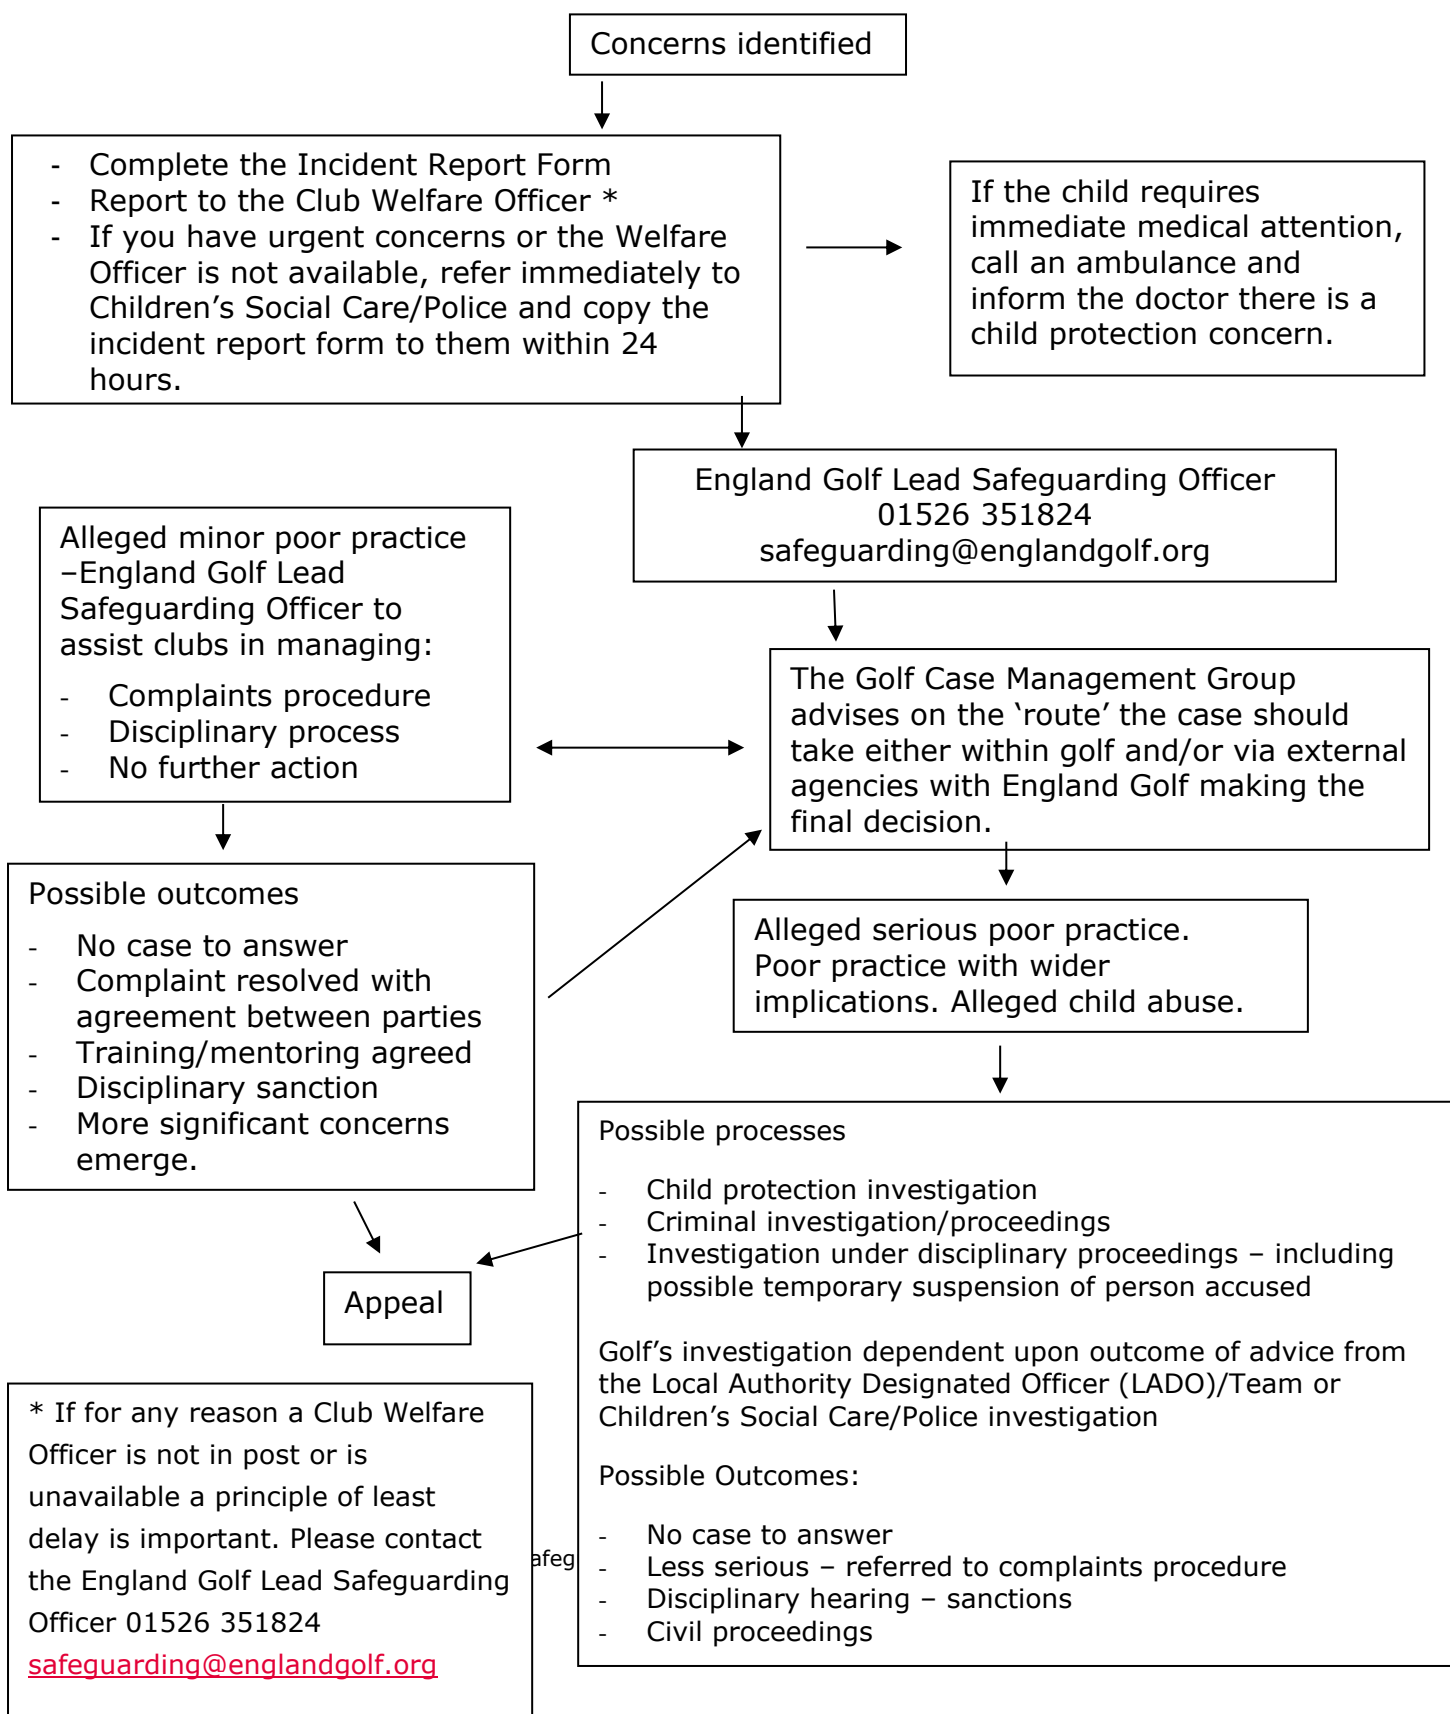 Concerns identified
- Complete the Incident Report Form
- Report to the Club Welfare Officer *
- If you have urgent concerns or the Welfare
Officer is not available, refer immediately to
Children’s Social Care/Police and copy the
incident report form to them within 24
hours.
If the child requires
immediate medical attention,
call an ambulance and
inform the doctor there is a
child protection concern.
England Golf Lead Safeguarding Officer
01526 351824
safeguarding@englandgolf.org
Alleged minor poor practice
–England Golf Lead
Safeguarding Officer to
assist clubs in managing:
- Complaints procedure
- Disciplinary process
- No further action
The Golf Case Management Group
advises on the ‘route’ the case should
take either within golf and/or via external
agencies with England Golf making the
final decision.
Possible outcomes
- No case to answer
- Complaint resolved with
agreement between parties
- Training/mentoring agreed
- Disciplinary sanction
- More significant concerns
emerge.
Alleged serious poor practice.
Poor practice with wider
implications. Alleged child abuse.
Possible processes
- Child protection investigation
- Criminal investigation/proceedings
- Investigation under disciplinary proceedings – including
possible temporary suspension of person accused
Golf’s investigation dependent upon outcome of advice from
the Local Authority Designated Officer (LADO)/Team or
Children’s Social Care/Police investigation
Possible Outcomes:
- No case to answer
- Less serious – referred to complaints procedure
- Disciplinary hearing – sanctions
- Civil proceedings
Appeal
* If for any reason a Club Welfare
Officer is not in post or is
unavailable a principle of least
delay is important. Please contact
the England Golf Lead Safeguarding
Officer 01526 351824
safeguarding@englandgolf.org
afeg